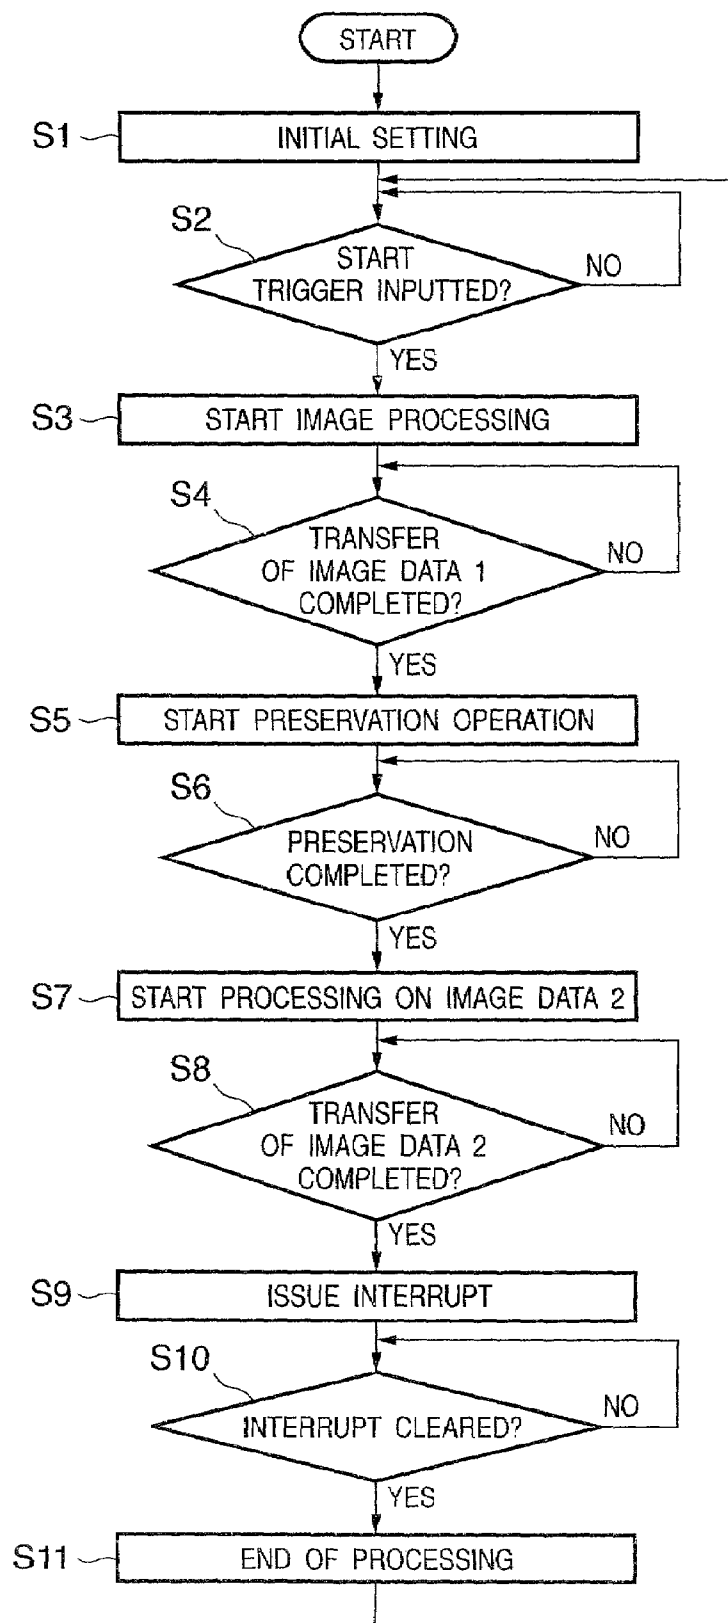 START
S1
INITIAL SETTING
S2
START
TRIGGER INPUTTED?
NO
YES
S3
START IMAGE PROCESSING
S4
TRANSFER
OF IMAGE DATA 1
COMPLETED?
NO
YES
S5
START PRESERVATION OPERATION
S6
PRESERVATION
COMPLETED?
NO
YES
S7
START PROCESSING ON IMAGE DATA 2
S8
TRANSFER
OF IMAGE DATA 2
COMPLETED?
NO
YES
S9
ISSUE INTERRUPT
S10
INTERRUPT CLEARED?
NO
YES
S11
END OF PROCESSING